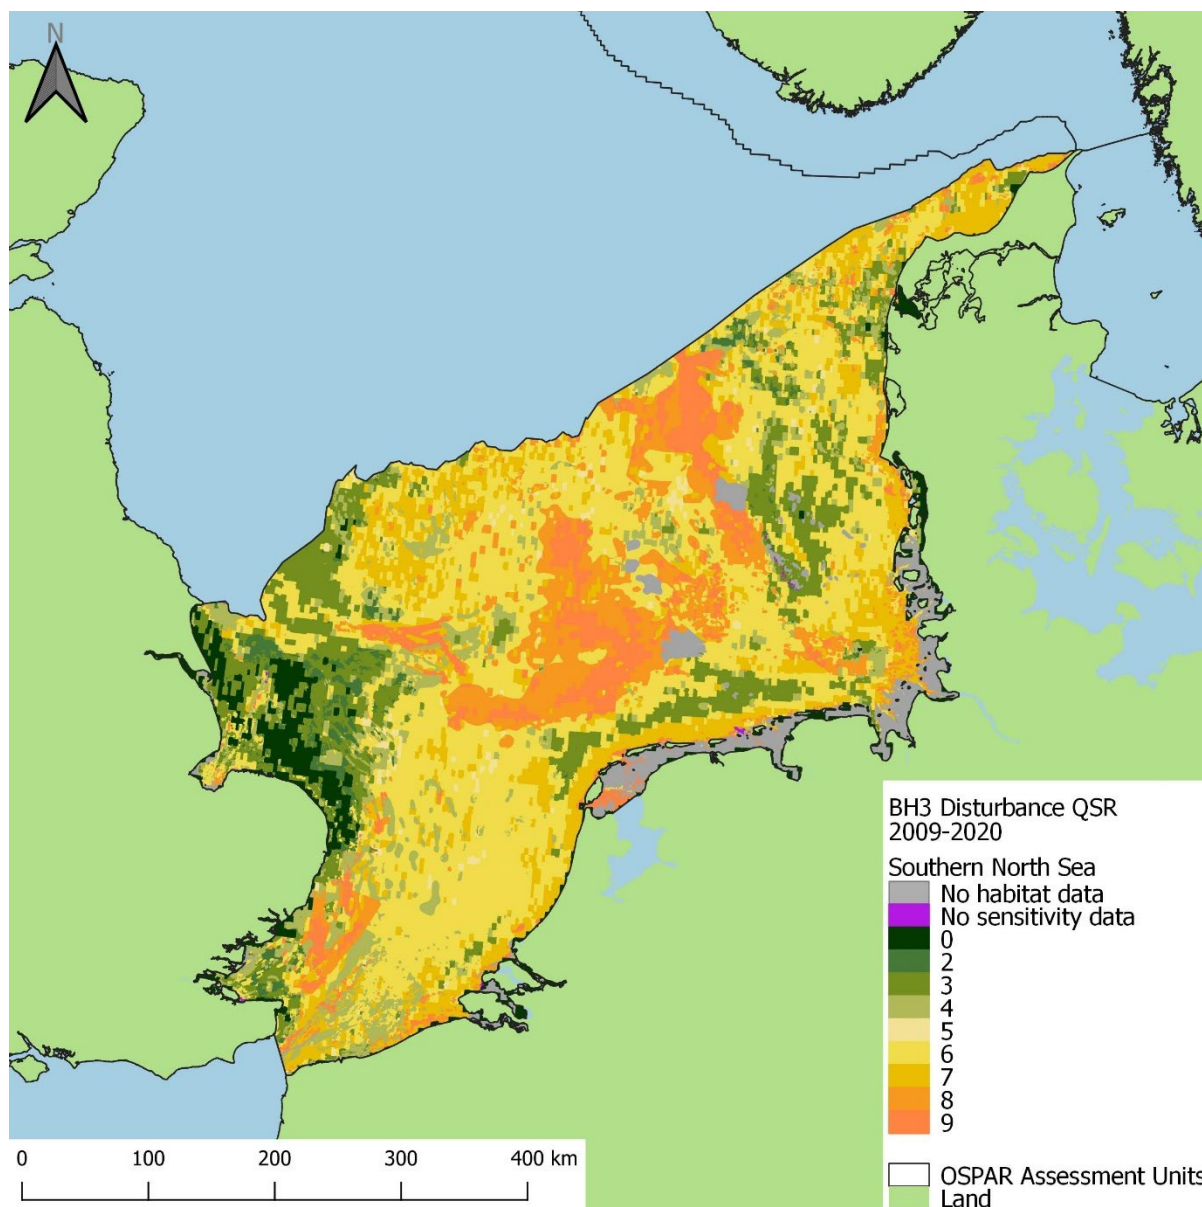 N
BH3 Disturbance QSR
2009-2020
Southern North Sea
No habitat data
No sensitivity data
0
2
3
4
5
6
7
8
9
OSPAR Assessment Units
Land
0 100 200 300 400 km